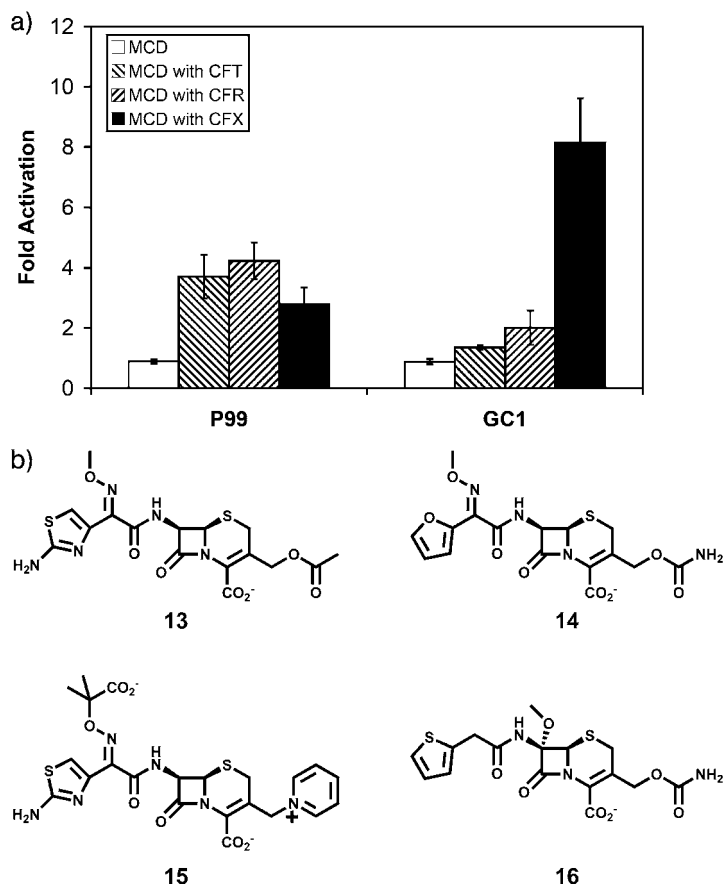 a)
12
10
8
6
4
2
0
Fold Activation
MCD
MCD with CFT
MCD with CFR
MCD with CFX
P99
GC1
b)
O
N
H
N
S
S
N
H2N
O
O
N
CO2-
O
O
13
O
N
H
N
S
O
O
O
N
CO2-
O
NH2
O
14
CO2-
O
N
H
N
S
S
N
H2N
O
O
N
N
+
CO2-
15
O
H
N
S
S
O
O
N
CO2-
O
NH2
O
16